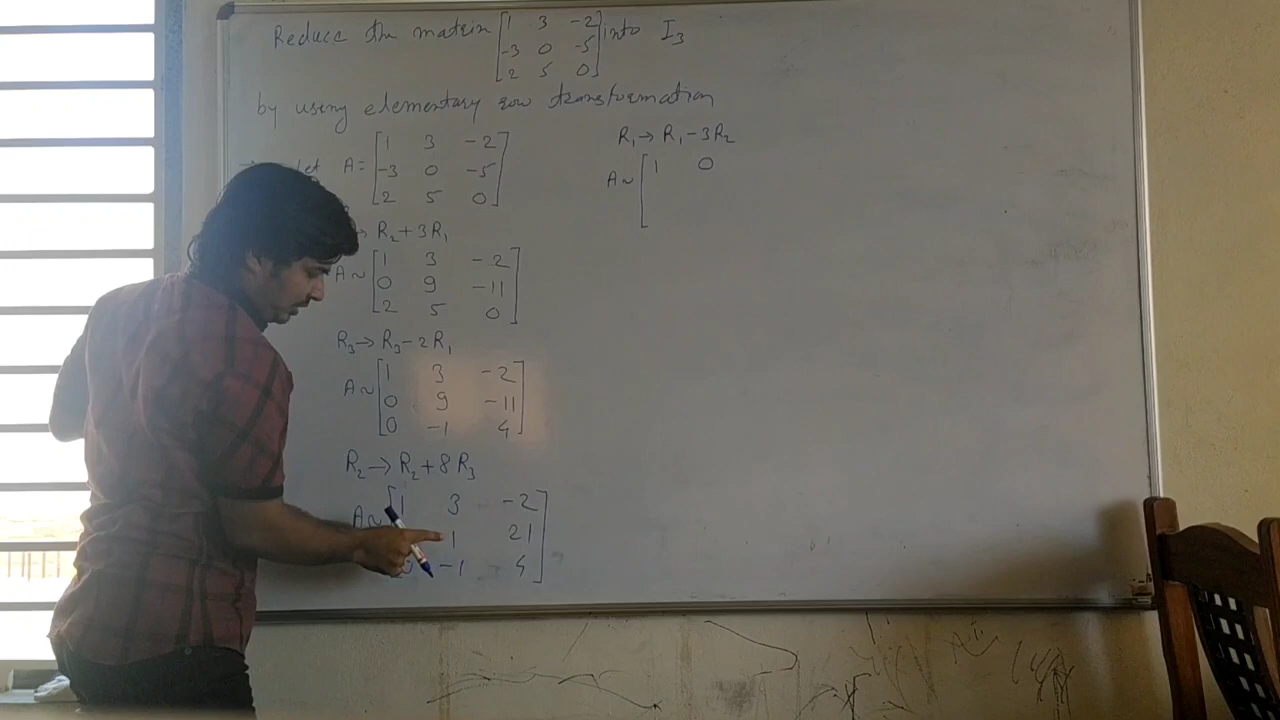 Reduce the matrix [1 3 -2
-3 0 -5
2 5 0] into I₃
by using elementary row transformation
→ Let A = [1 3 -2
-3 0 -5
2 5 0]
→ R₂ + 3R₁
A ~ [1 3 -2
0 9 -11
2 5 0]
R₃ → R₃ - 2R₁
A ~ [1 3 -2
0 9 -11
0 -1 4]
R₂ → R₂ + 8R₃
A ~ [1 3 -2
1 21
0 -1 4]
R₁ → R₁ - 3R₂
A ~ [1 0